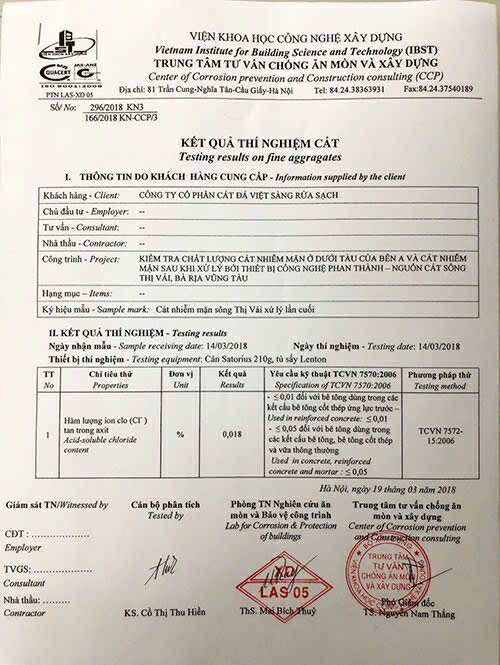 VIỆN KHOA HỌC CÔNG NGHỆ XÂY DỰNG
Vietnam Institute for Building Science and Technology (IBST)
TRUNG TÂM TƯ VẤN CHỐNG ĂN MÒN VÀ XÂY DỰNG
Center of Corrosion prevention and Construction consulting (CCP)
QUACERT
ISO 9001:2008
PTN LAS-XD 05
Địa chỉ: 81 Trần Cung-Nghĩa Tân-Cầu Giấy-Hà Nội Tel: 84.24.38363931 Fax:84.24.37540189
Số/ No: 296/2018 KN3
166/2018 KN-CCP/3
KẾT QUẢ THÍ NGHIỆM CÁT
Testing results on fine aggragates
I. THÔNG TIN DO KHÁCH HÀNG CUNG CẤP - Information supplied by the client
Khách hàng - Client: CÔNG TY CỔ PHẦN CÁT ĐÁ VIỆT SÀNG RỬA SẠCH
Chủ đầu tư - Employer: --
Tư vấn - Consultant: --
Nhà thầu - Contractor: --
Công trình - Project: KIỂM TRA CHẤT LƯỢNG CÁT NHIỄM MẶN Ở DƯỚI TÀU CỦA BÊN A VÀ CÁT NHIỄM
MẶN SAU KHI XỬ LÝ BỞI THIẾT BỊ CÔNG NGHỆ PHAN THÀNH – NGUỒN CÁT SÔNG
THỊ VẢI, BÀ RỊA VŨNG TÀU
Hạng mục – Items: --
Ký hiệu mẫu - Sample mark: Cát nhiễm mặn sông Thị Vải xử lý lần cuối
II. KẾT QUẢ THÍ NGHIỆM - Testing results
Ngày nhận mẫu - Sample receiving date: 14/03/2018 Ngày thí nghiệm - Testing date: 14/03/2018
Thiết bị thí nghiệm - Testing equipment: Cân Satorius 210g, tủ sấy Lenton
TT
No
Chỉ tiêu thử
Properties
Đơn vị
Unit
Kết quả
Results
Yêu cầu kỹ thuật TCVN 7570:2006
Specification of TCVN 7570:2006
Phương pháp thử
Testing method
1
Hàm lượng ion clo (Cl⁻)
tan trong axit
Acid-soluble chloride
content
%
0,018
- ≤ 0,01 đối với bê tông dùng trong các
kết cấu bê tông cốt thép ứng lực trước –
Used in reinforced concrete: ≤ 0,01
- ≤ 0,05 đối với bê tông dùng trong
các kết cấu bê tông, bê tông cốt thép
và vữa thông thường
Used in concrete, reinforced
concrete and mortar : ≤ 0,05
TCVN 7572-
15:2006
Hà Nội, ngày 19 tháng 03 năm 2018
Giám sát TN/Witnessed by
CĐT : ...................
Employer
TVGS: ...................
Consultant
Nhà thầu: ...............
Contractor
Cán bộ phân tích
Tested by
KS. Cồ Thị Thu Hiền
Phòng TN Nghiên cứu ăn
mòn và Bảo vệ công trình
Lab for Corrosion & Protection
of buildings
XD
LAS 05
ThS. Mai Bích Thuỷ
Trung tâm tư vấn chống ăn
mòn và xây dựng
Center of Corrosion prevention
and Construction consulting
TRUNG TÂM
TƯ VẤN
CHỐNG ĂN MÒN
VÀ XÂY DỰNG
Phó Giám đốc
TS. Nguyễn Nam Thắng